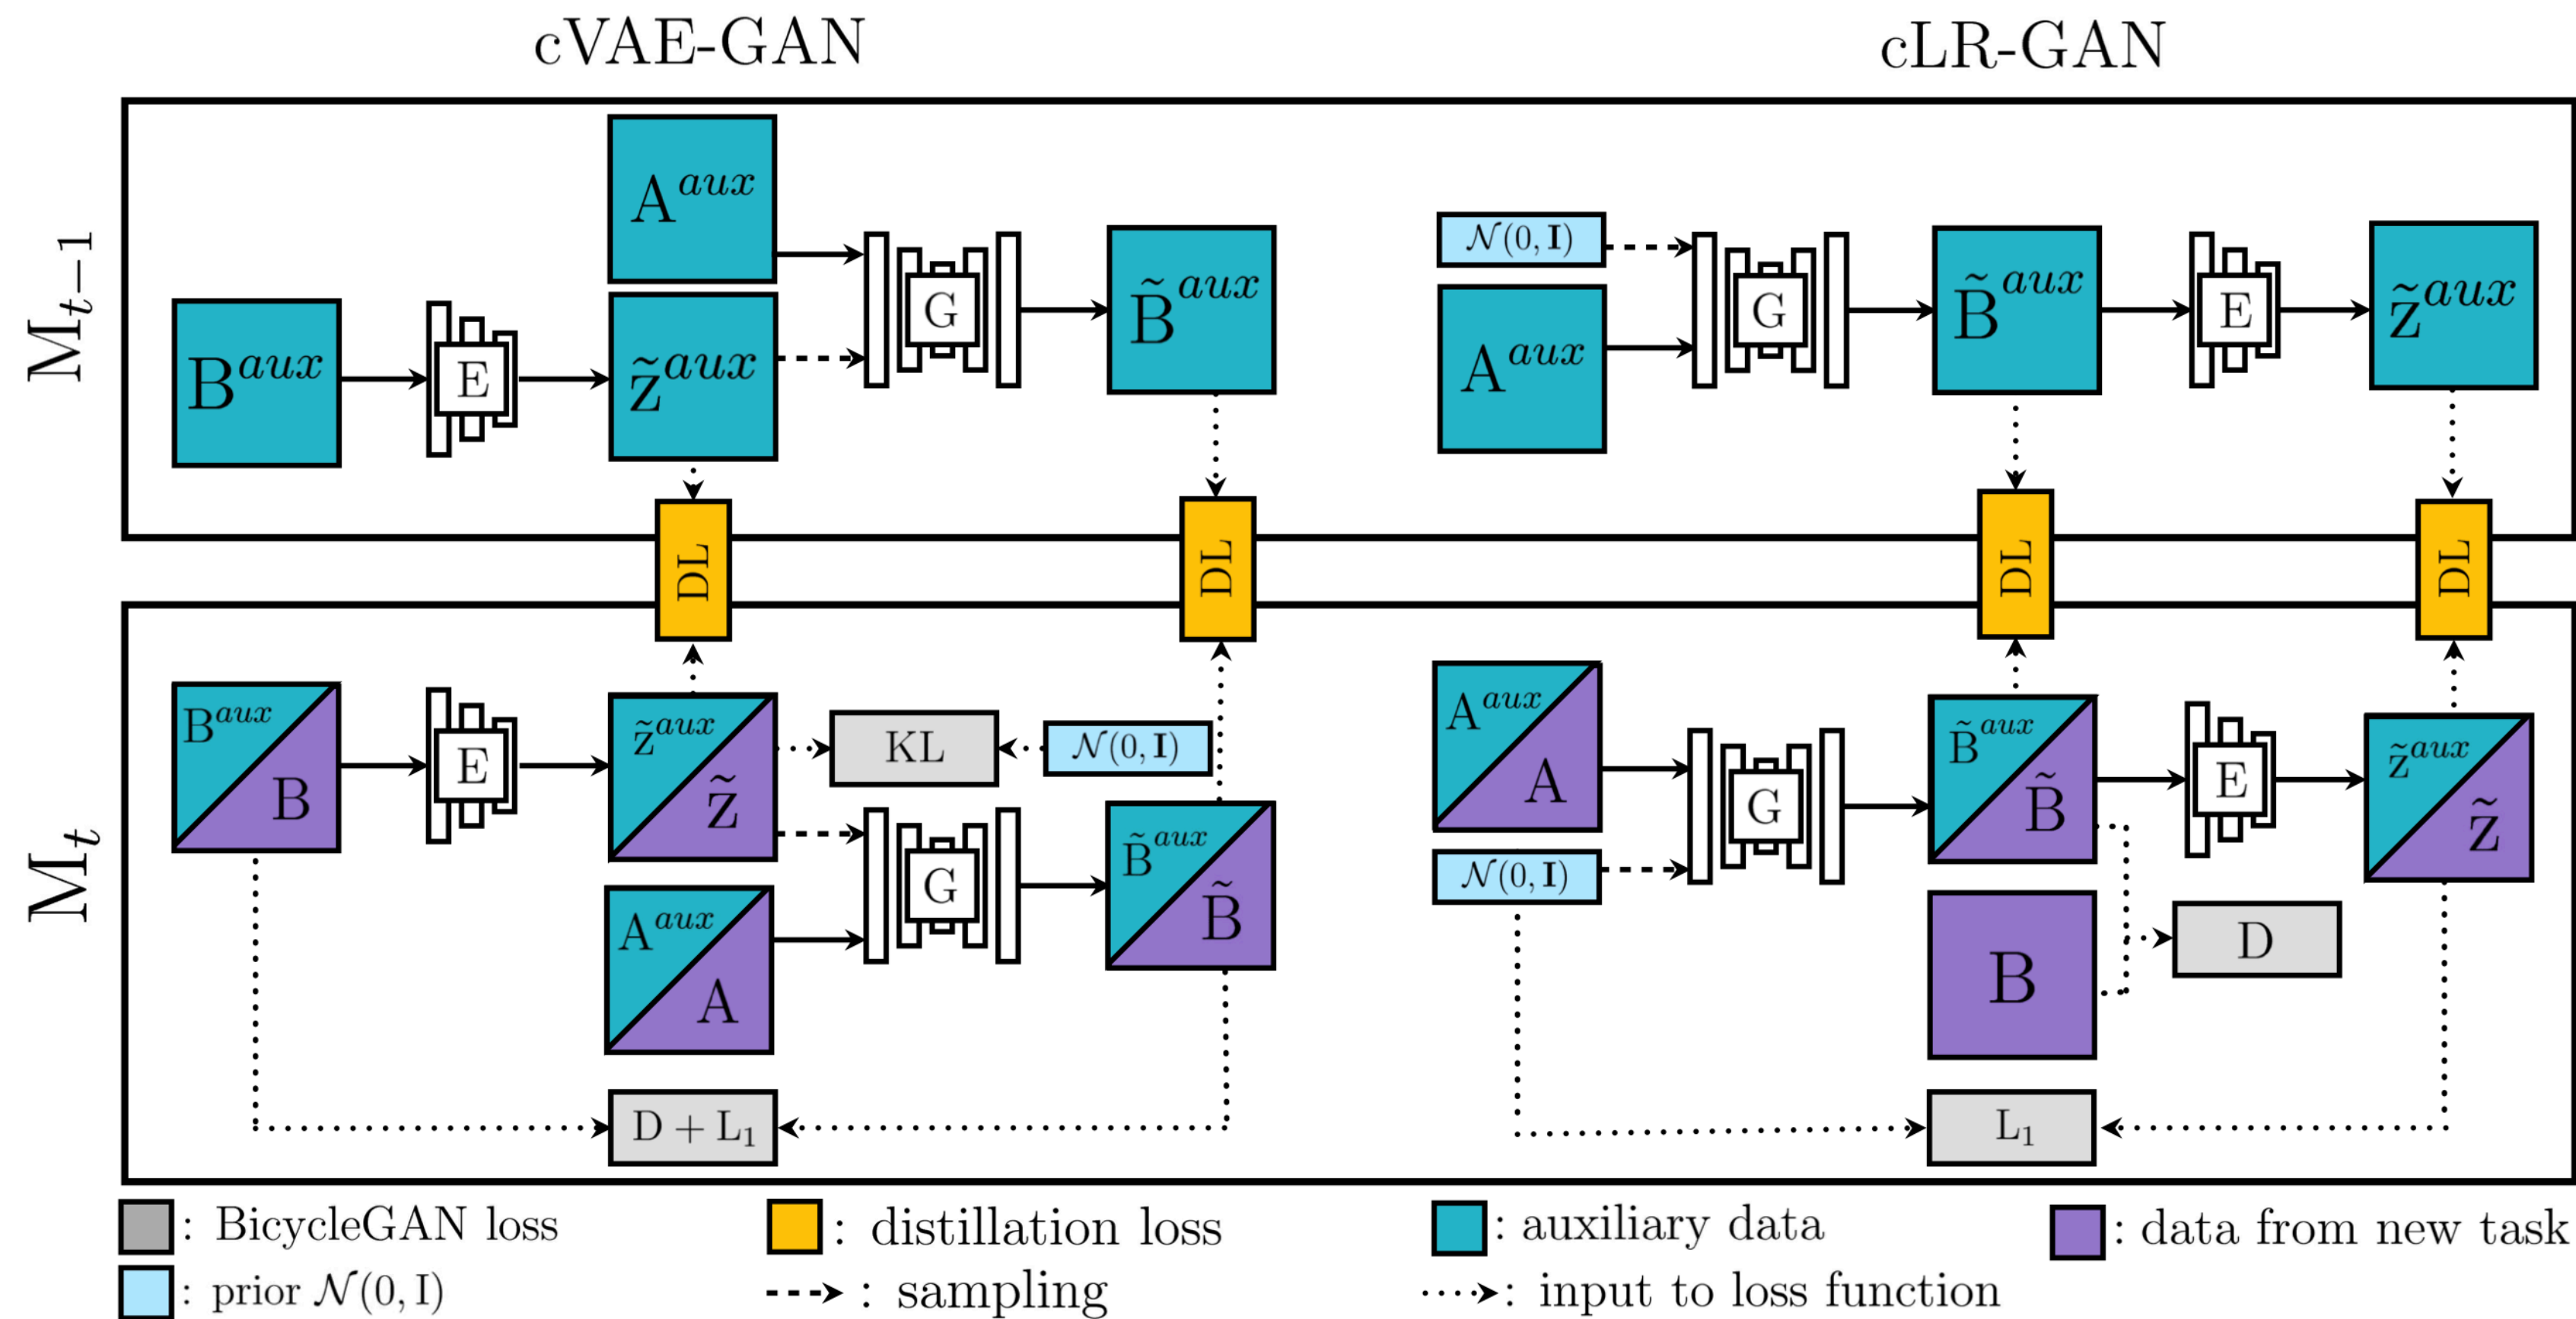 cVAE-GAN
cLR-GAN
M_{t−1}
A^{aux}
B^{aux}
E
z̃^{aux}
G
B̃^{aux}
𝒩(0, I)
A^{aux}
G
B̃^{aux}
E
z̃^{aux}
DL
DL
DL
DL
M_t
B^{aux}
B
E
z̃^{aux}
z̃
KL
𝒩(0, I)
A^{aux}
A
G
B̃^{aux}
B̃
D + L₁
A^{aux}
A
𝒩(0, I)
G
B̃^{aux}
B̃
E
z̃^{aux}
z̃
B
D
L₁
: BicycleGAN loss
: distillation loss
: auxiliary data
: data from new task
: prior 𝒩(0, I)
: sampling
: input to loss function